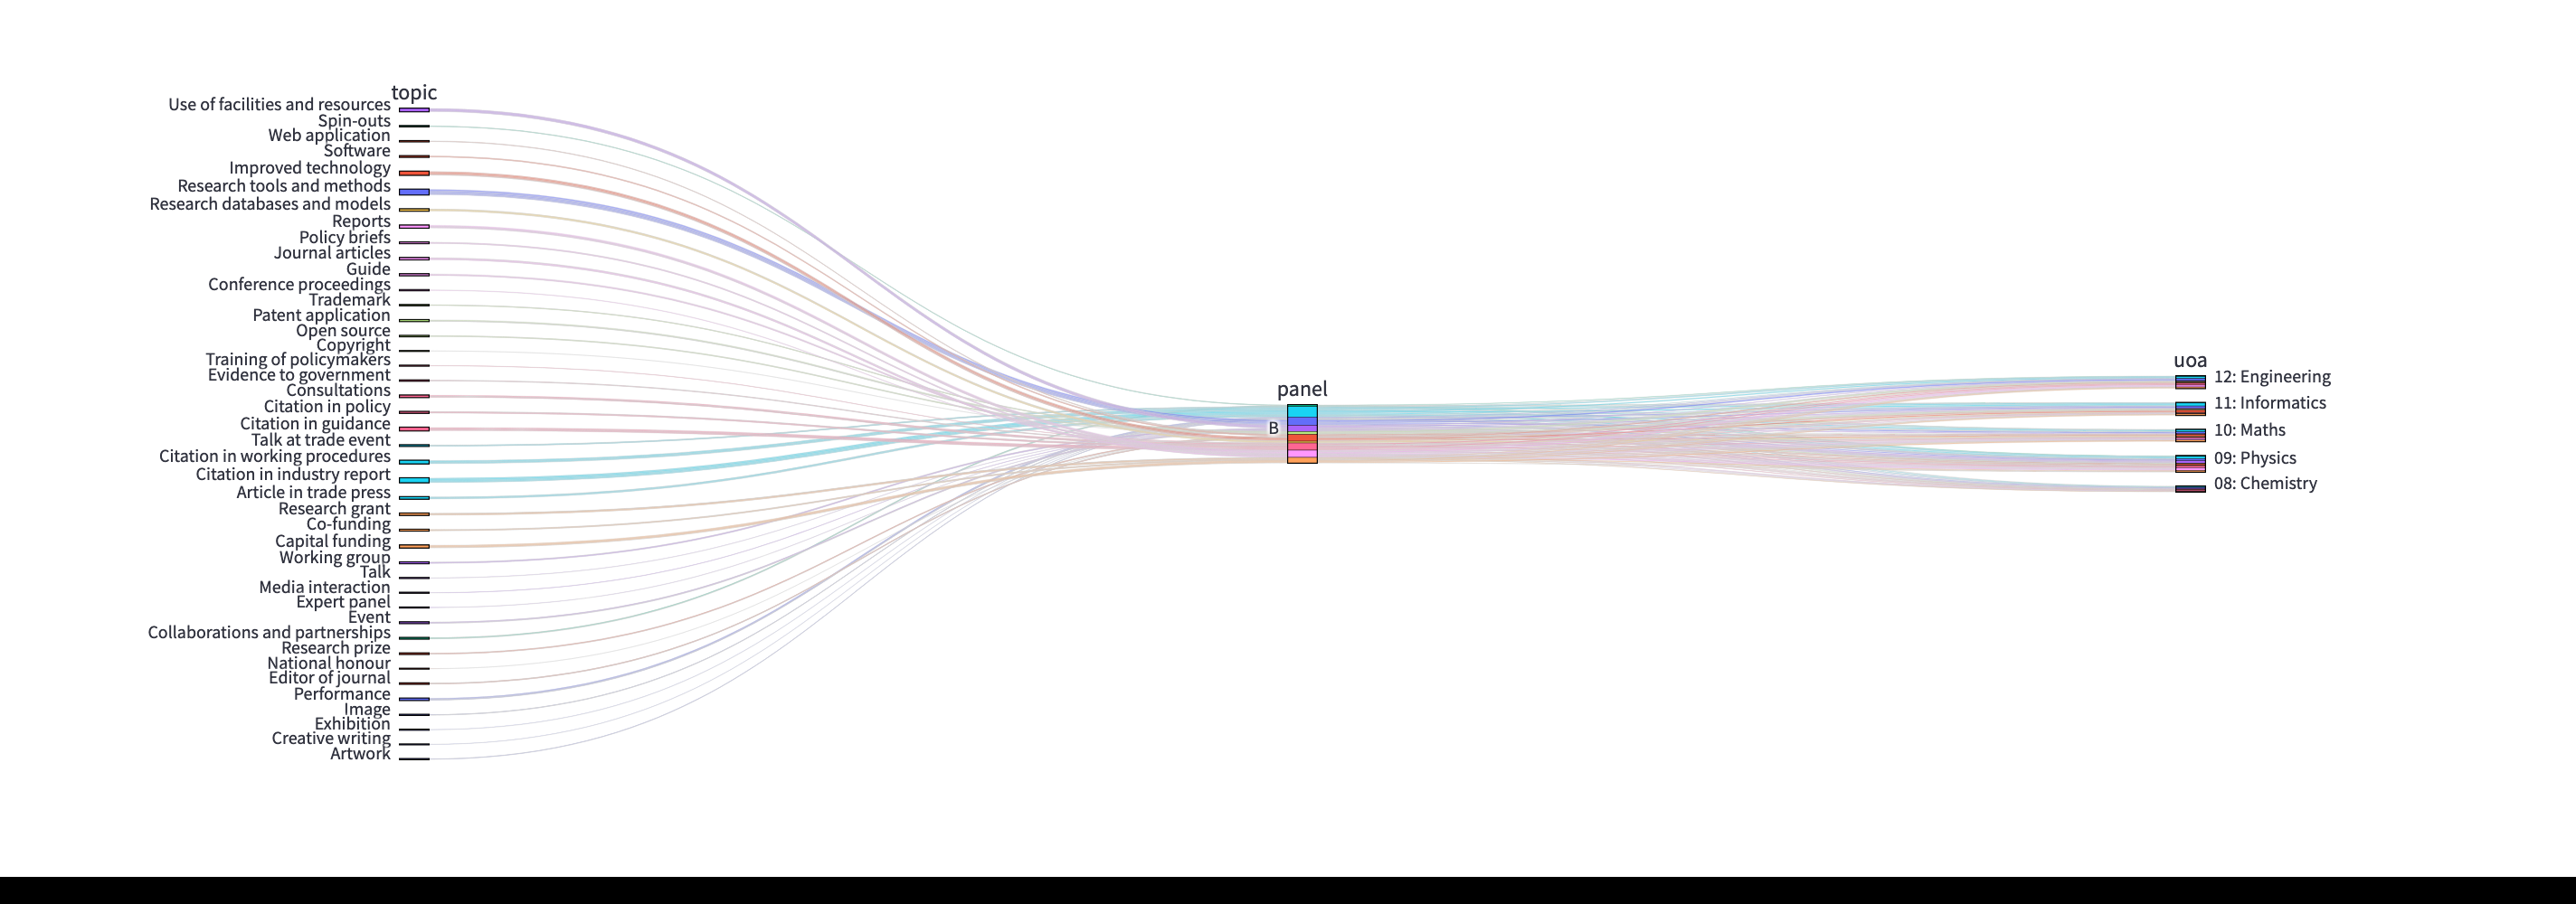 topic
Use of facilities and resources
Spin-outs
Web application
Software
Improved technology
Research tools and methods
Research databases and models
Reports
Policy briefs
Journal articles
Guide
Conference proceedings
Trademark
Patent application
Open source
Copyright
Training of policymakers
Evidence to government
Consultations
Citation in policy
Citation in guidance
Talk at trade event
Citation in working procedures
Citation in industry report
Article in trade press
Research grant
Co-funding
Capital funding
Working group
Talk
Media interaction
Expert panel
Event
Collaborations and partnerships
Research prize
National honour
Editor of journal
Performance
Image
Exhibition
Creative writing
Artwork
panel
B
uoa
12: Engineering
11: Informatics
10: Maths
09: Physics
08: Chemistry